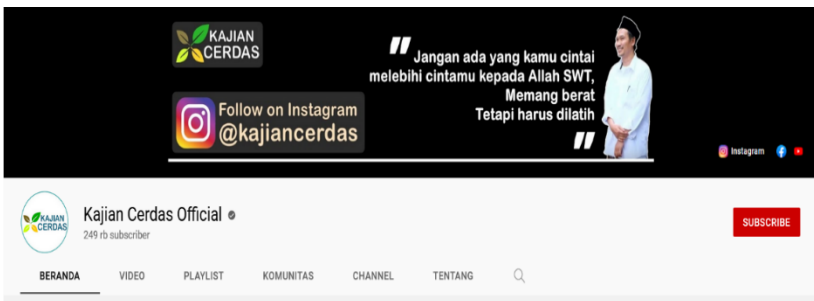 KAJIAN
CERDAS
Follow on Instagram
@kajiancerdas
"Jangan ada yang kamu cintai
melebihi cintamu kepada Allah SWT,
Memang berat
Tetapi harus dilatih
"
Instagram
KAJIAN
CERDAS
Kajian Cerdas Official
249 rb subscriber
SUBSCRIBE
BERANDA VIDEO PLAYLIST KOMUNITAS CHANNEL TENTANG